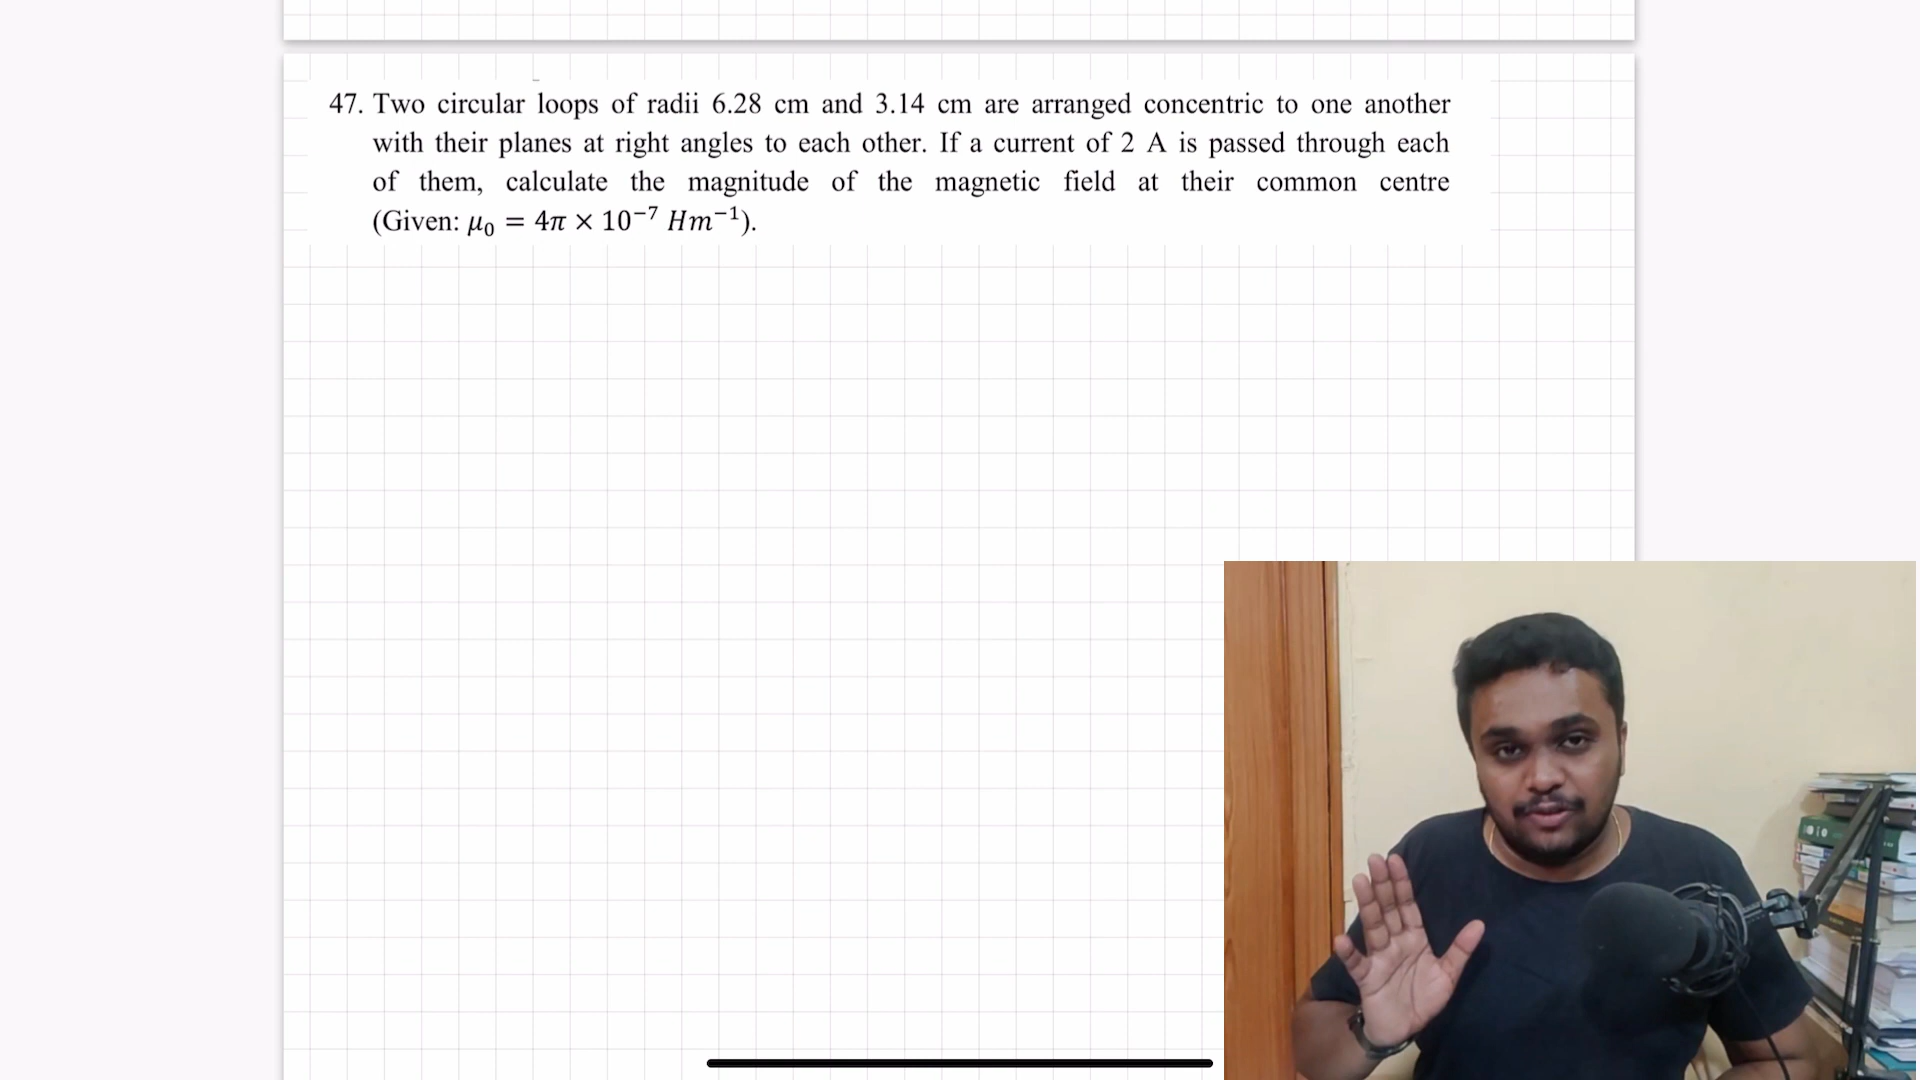 47. Two circular loops of radii 6.28 cm and 3.14 cm are arranged concentric to one another
with their planes at right angles to each other. If a current of 2 A is passed through each
of them, calculate the magnitude of the magnetic field at their common centre
(Given: μ₀ = 4π × 10⁻⁷ Hm⁻¹).